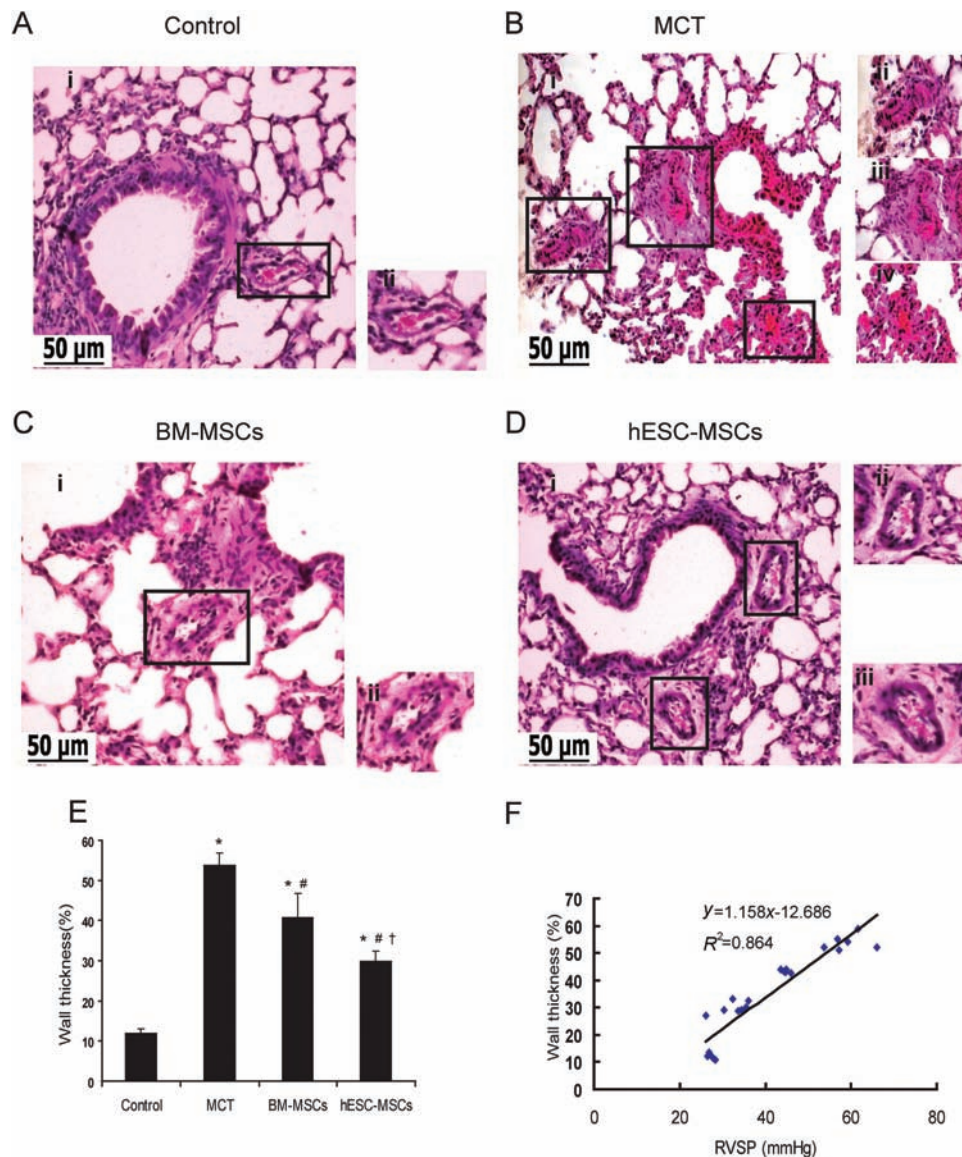 A Control
i
ii
50 µm
B MCT
i
ii
iii
iv
50 µm
C BM-MSCs
i
ii
50 µm
D hESC-MSCs
i
ii
iii
50 µm
E
Wall thickness(%)
60
50
40
30
20
10
0
*
* #
* # †
Control MCT BM-MSCs hESC-MSCs
F
Wall thickness (%)
70
60
50
40
30
20
10
0
y=1.158x-12.686
R²=0.864
0 20 40 60 80
RVSP (mmHg)